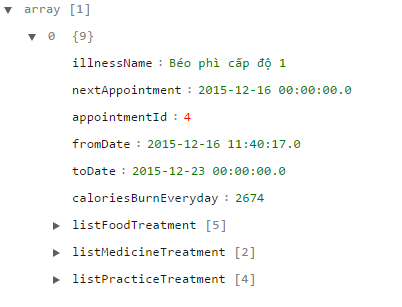 array [1]
0 {9}
illnessName : Béo phì cấp độ 1
nextAppointment : 2015-12-16 00:00:00.0
appointmentId : 4
fromDate : 2015-12-16 11:40:17.0
toDate : 2015-12-23 00:00:00.0
caloriesBurnEveryday : 2674
listFoodTreatment [5]
listMedicineTreatment [2]
listPracticeTreatment [4]